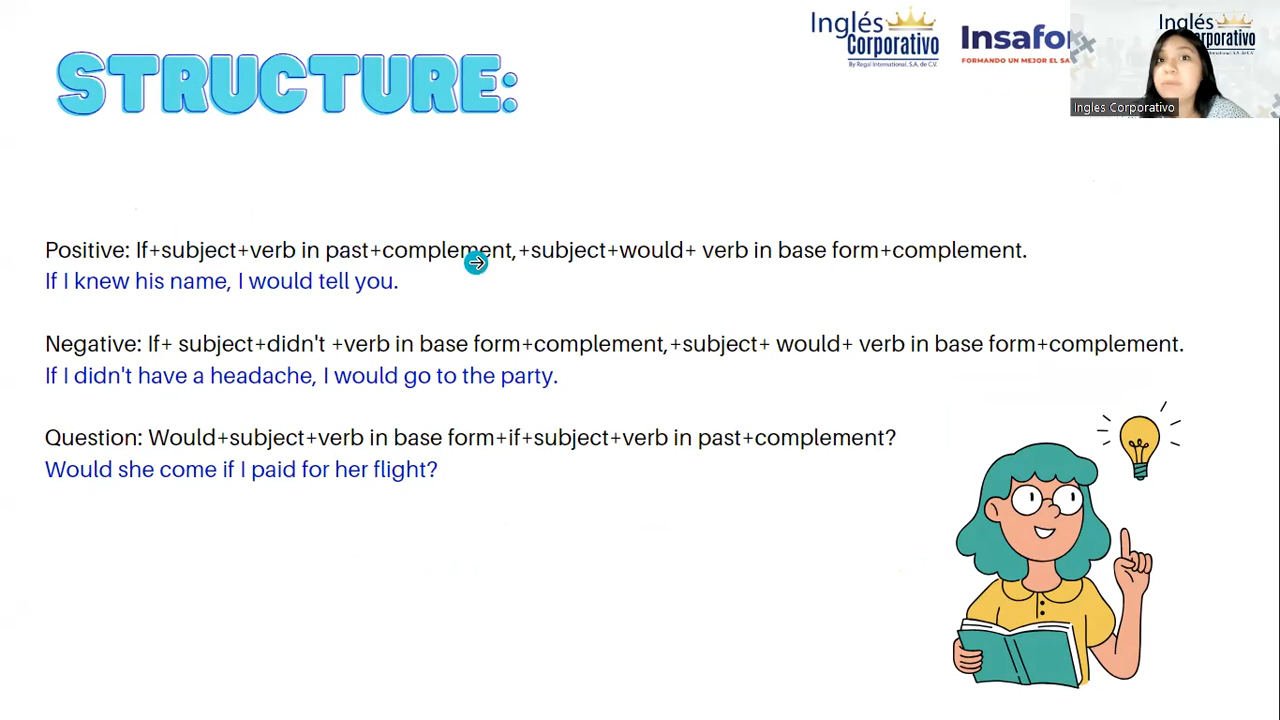 STRUCTURE:
Inglés
Corporativo
By Regal International, S.A. de C.V.
Insafo
FORMANDO UN MEJOR EL SA
Inglés
Corporativo
Ingles Corporativo
Positive: If+subject+verb in past+complement,+subject+would+ verb in base form+complement.
If I knew his name, I would tell you.
Negative: If+ subject+didn't +verb in base form+complement,+subject+ would+ verb in base form+complement.
If I didn't have a headache, I would go to the party.
Question: Would+subject+verb in base form+if+subject+verb in past+complement?
Would she come if I paid for her flight?